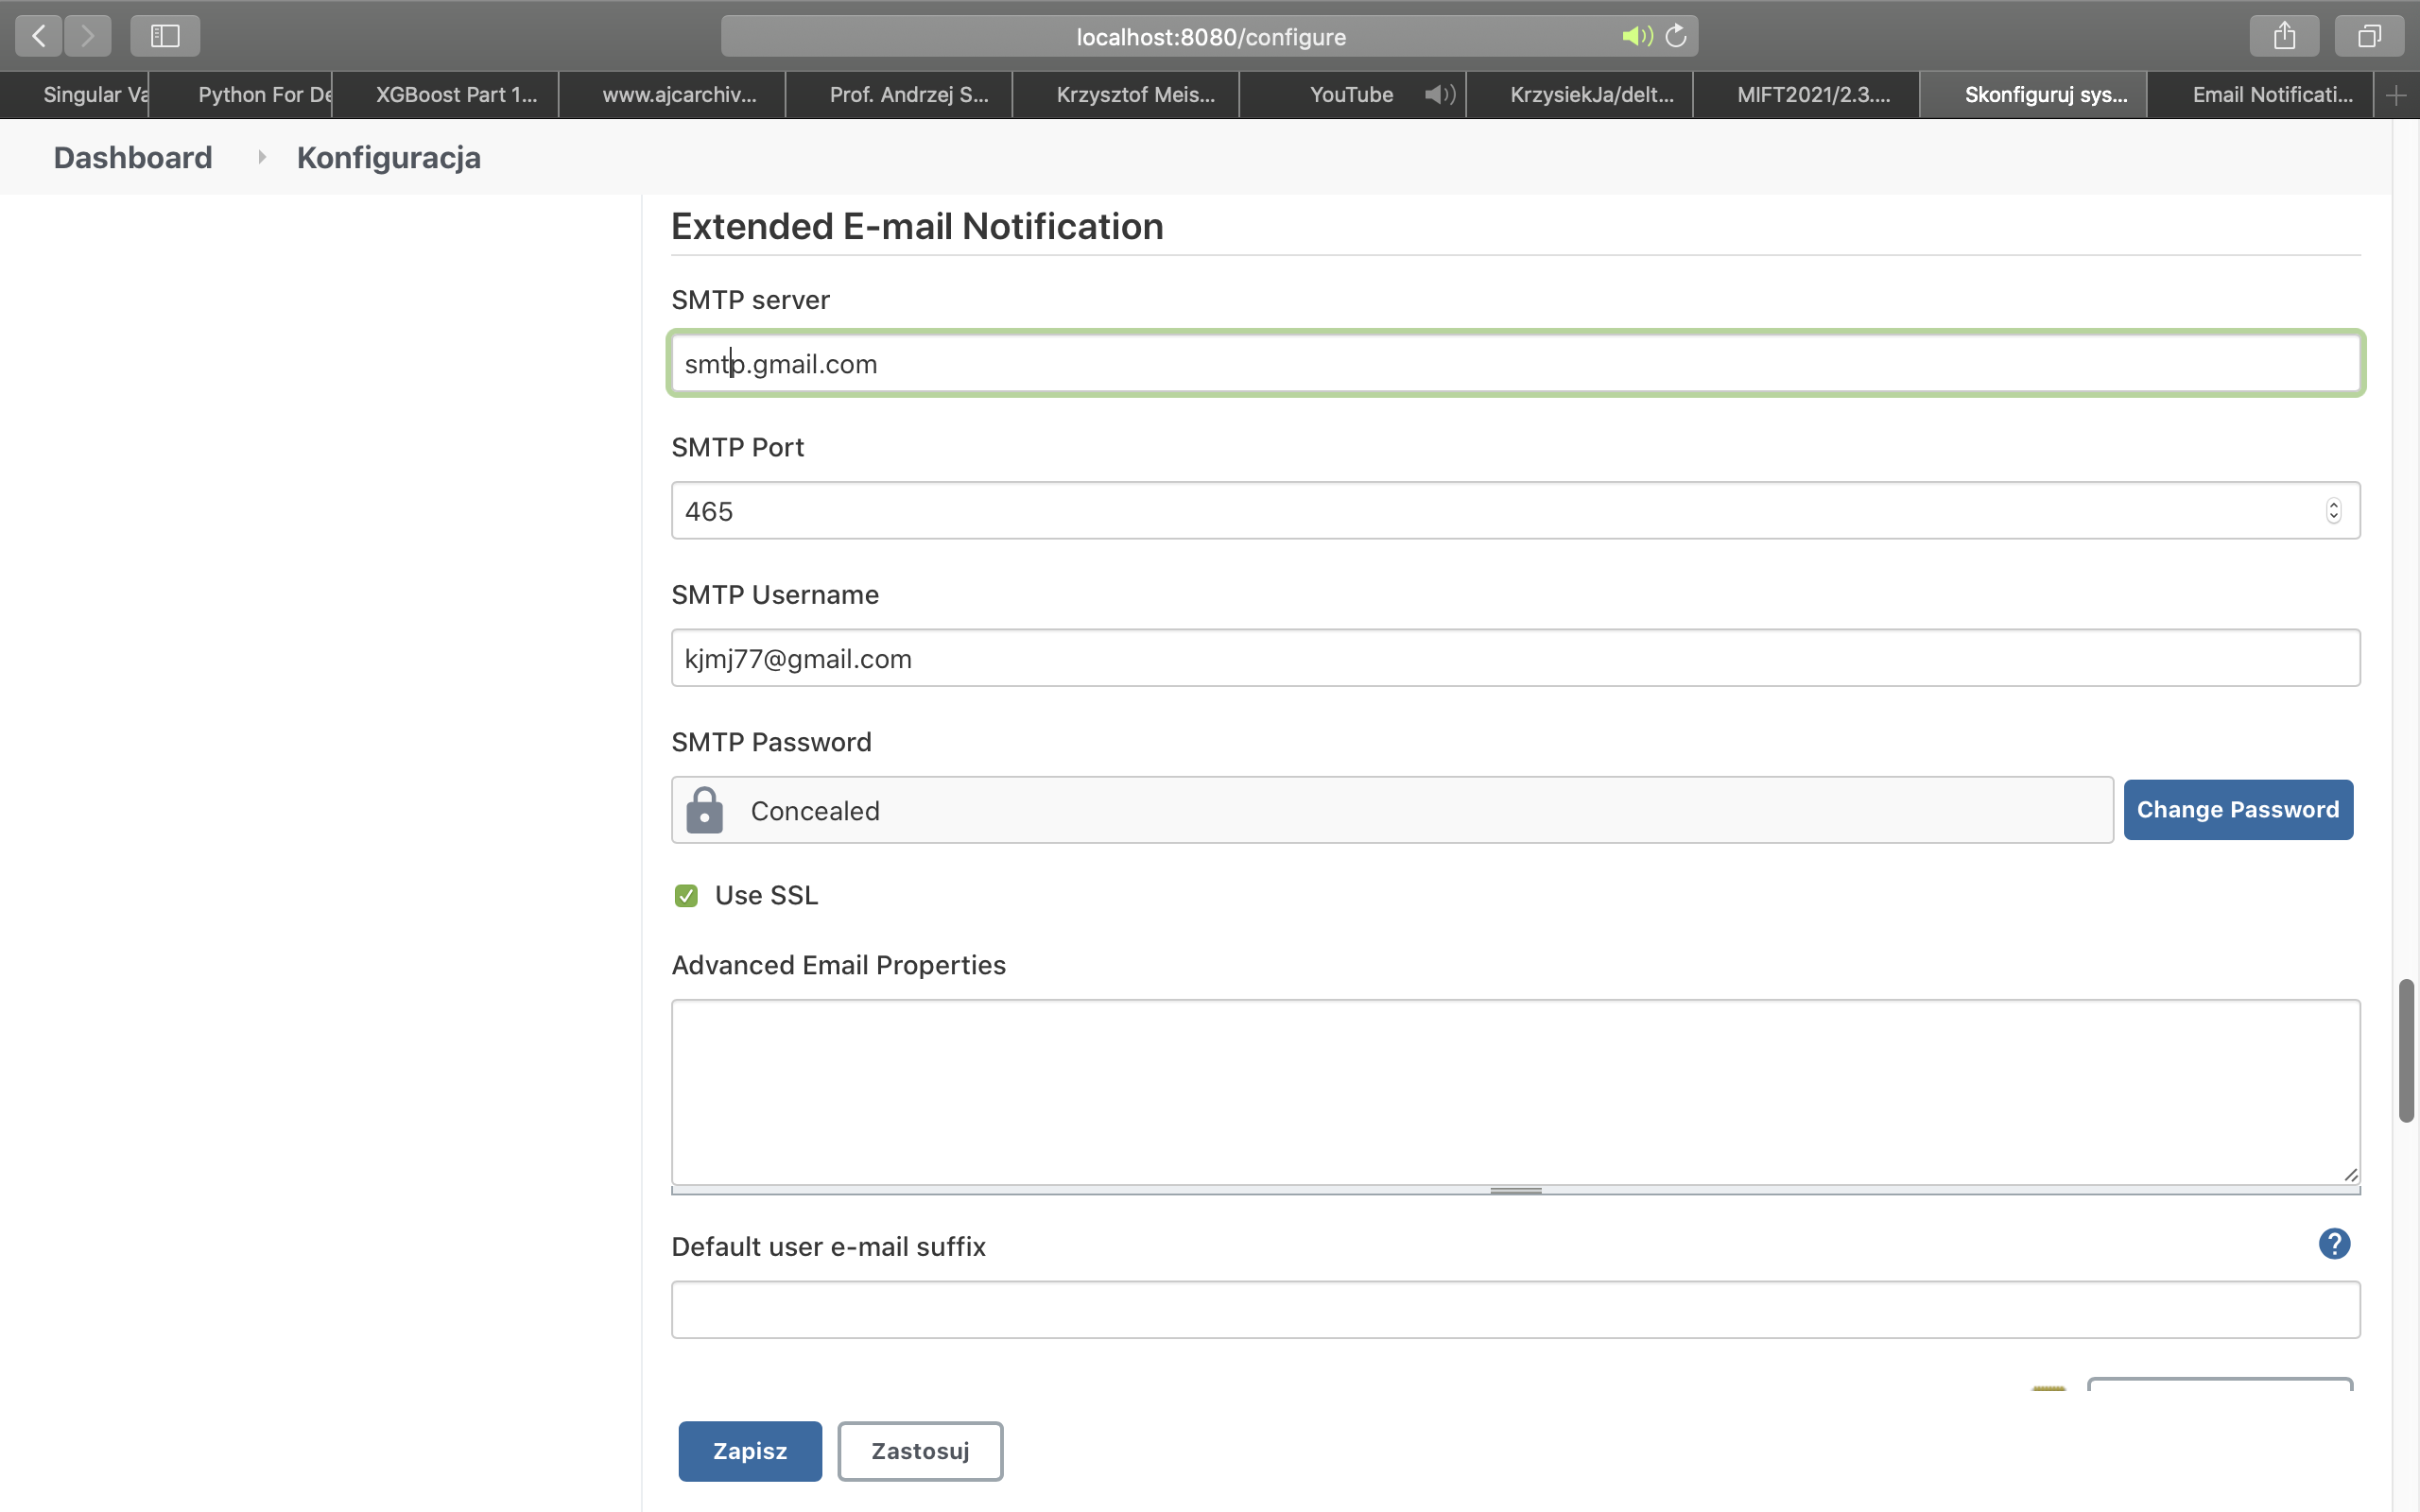 localhost:8080/configure
Singular Va
Python For De
XGBoost Part 1...
www.ajcarchiv...
Prof. Andrzej S...
Krzysztof Meis...
YouTube
KrzysiekJa/delt...
MIFT2021/2.3....
Skonfiguruj sys...
Email Notificati...
Dashboard
Konfiguracja
Extended E-mail Notification
SMTP server
smtp.gmail.com
SMTP Port
465
SMTP Username
kjmj77@gmail.com
SMTP Password
Concealed
Change Password
Use SSL
Advanced Email Properties
Default user e-mail suffix
?
Zapisz
Zastosuj